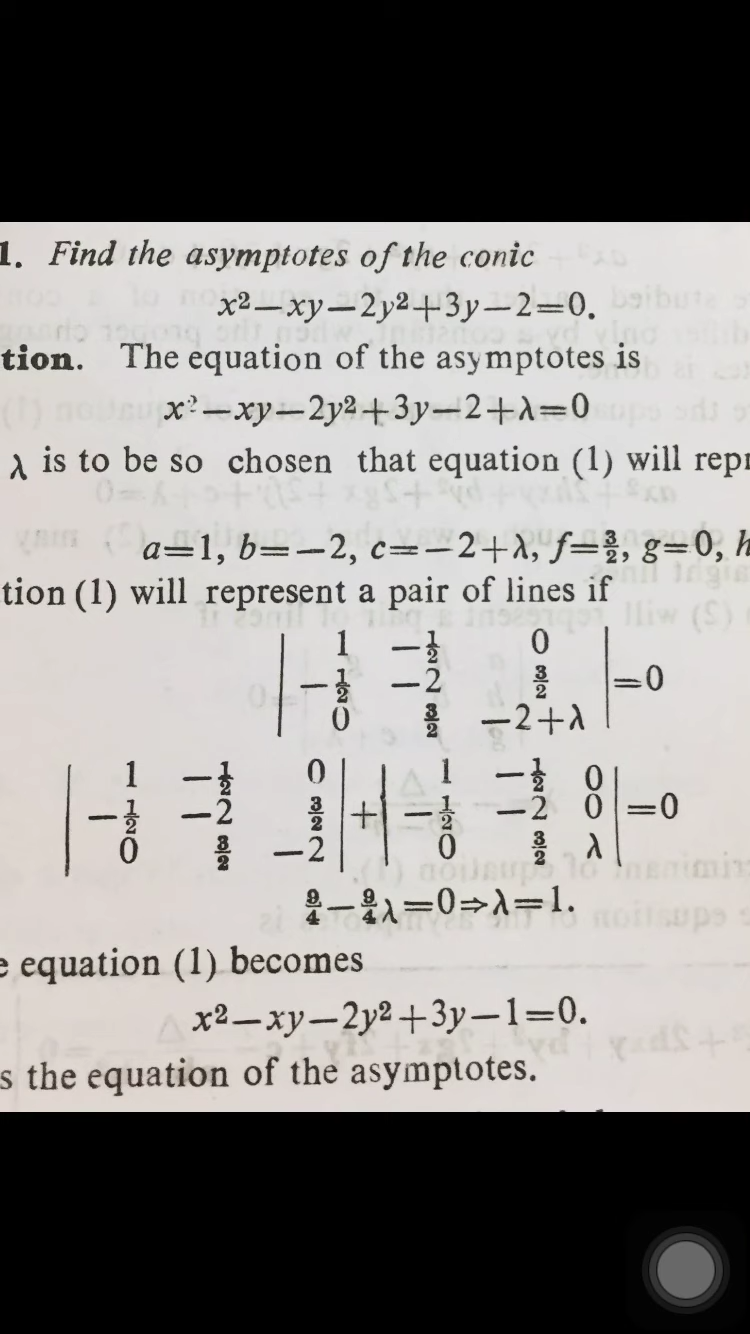 1. Find the asymptotes of the conic
x²—xy—2y²+3y—2=0.
tion. The equation of the asymptotes is
x²—xy—2y²+3y—2+λ=0
λ is to be so chosen that equation (1) will repr
a=1, b=—2, c=—2+λ, f=3/2, g=0, h
tion (1) will represent a pair of lines if
| 1 —1/2 0 |
| —1/2 —2 3/2 | =0
| 0 3/2 —2+λ |
| 1 —1/2 0 | | 1 —1/2 0 |
| —1/2 —2 3/2 | + | —1/2 —2 0 | =0
| 0 3/2 —2 | | 0 3/2 λ |
9/4—9/4λ=0⇒λ=1.
e equation (1) becomes
x²—xy—2y²+3y—1=0.
s the equation of the asymptotes.